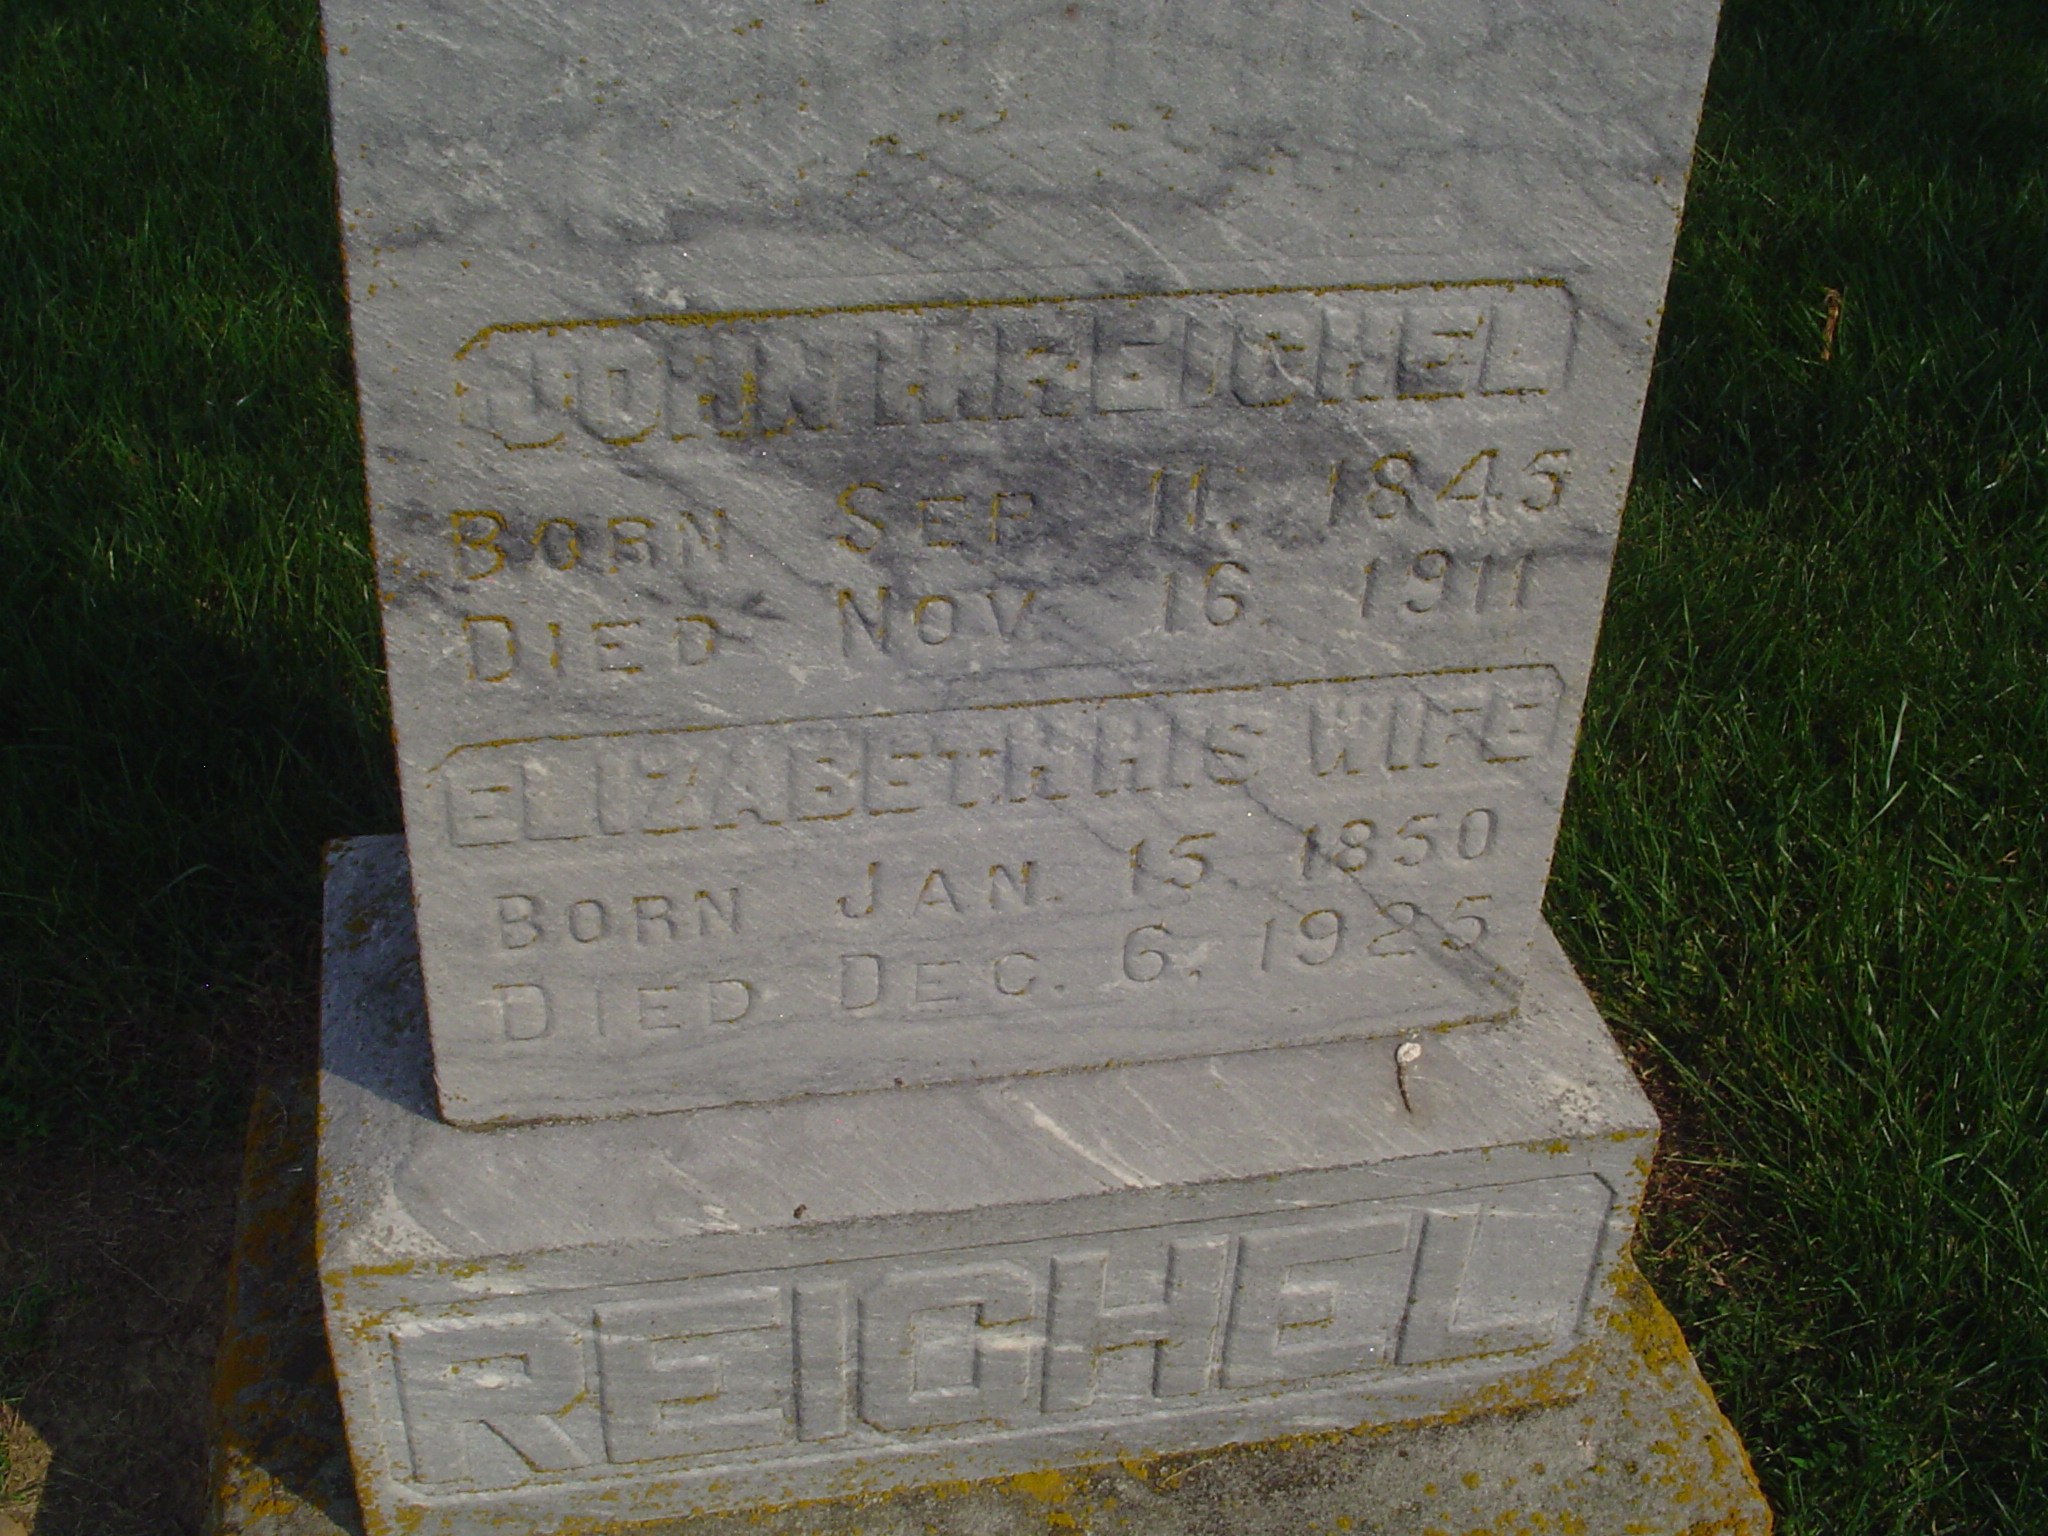 JOHN H. REICHEL
BORN SEP 11. 1845
DIED NOV. 16. 1911
ELIZABETH HIS WIFE
BORN JAN. 15. 1850
DIED DEC. 6, 1925
REICHEL